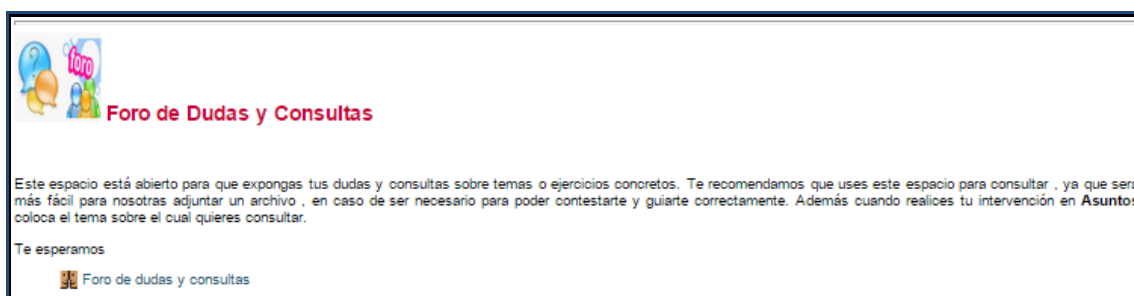 foro
Foro de Dudas y Consultas
Este espacio está abierto para que expongas tus dudas y consultas sobre temas o ejercicios concretos. Te recomendamos que uses este espacio para consultar , ya que será
más fácil para nosotras adjuntar un archivo , en caso de ser necesario para poder contestarte y guiarte correctamente. Además cuando realices tu intervención en Asuntos
coloca el tema sobre el cual quieres consultar.
Te esperamos
Foro de dudas y consultas